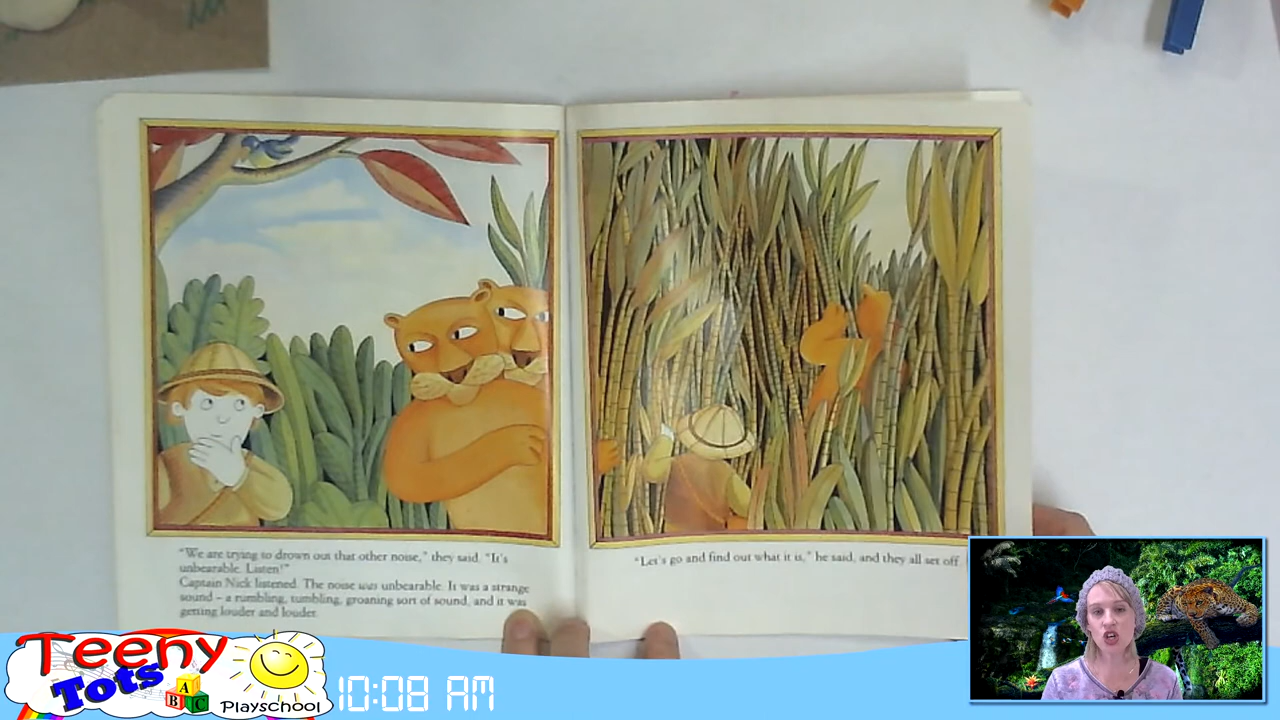 "We are trying to drown out that other noise," they said. "It's
unbearable. Listen!"
Captain Nick listened. The noise was unbearable. It was a strange
sound – a rumbling, tumbling, groaning sort of sound, and it was
getting louder and louder.
"Let's go and find out what it is," he said, and they all set off.
Teeny
Tots
A
B C
Playschool
10:08 AM